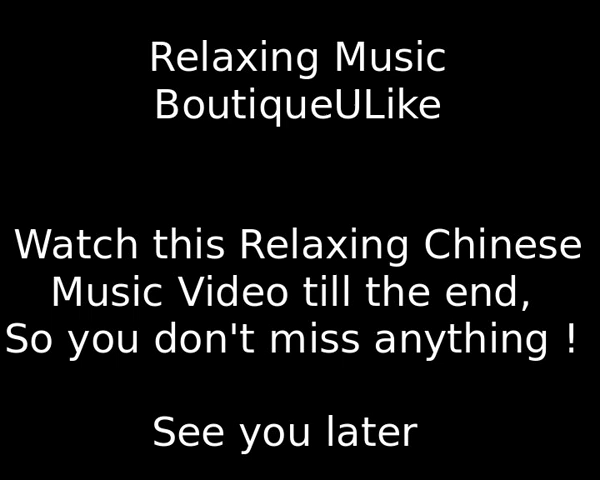 Relaxing Music
BoutiqueULike
Watch this Relaxing Chinese
Music Video till the end,
So you don't miss anything !
See you later